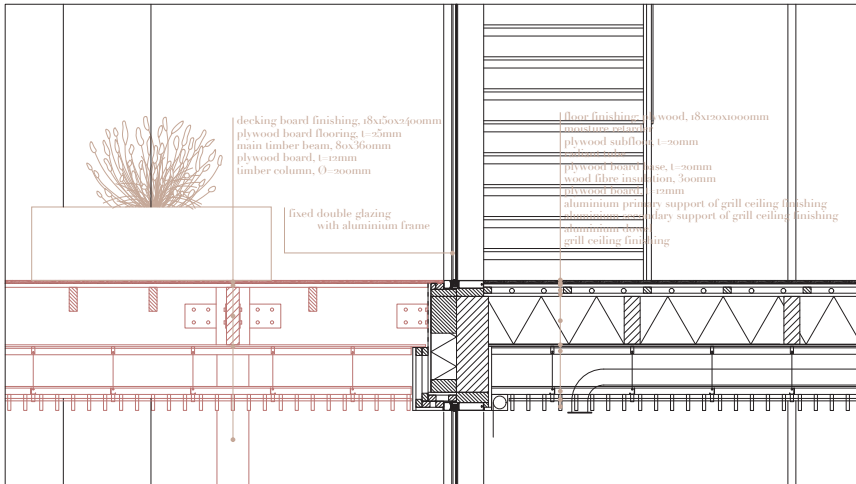 decking board finishing, 18x150x2400mm
plywood board flooring, t=25mm
main timber beam, 80x360mm
plywood board, t=12mm
timber column, Ø=200mm
fixed double glazing
with aluminium frame
floor finishing: plywood, 18x120x1000mm
moisture retarder
plywood subfloor, t=20mm
plywood board base, t=20mm
wood fibre insulation, 300mm
plywood board, t=12mm
aluminium primary support of grill ceiling finishing
aluminium secondary support of grill ceiling finishing
aluminium
grill ceiling finishing